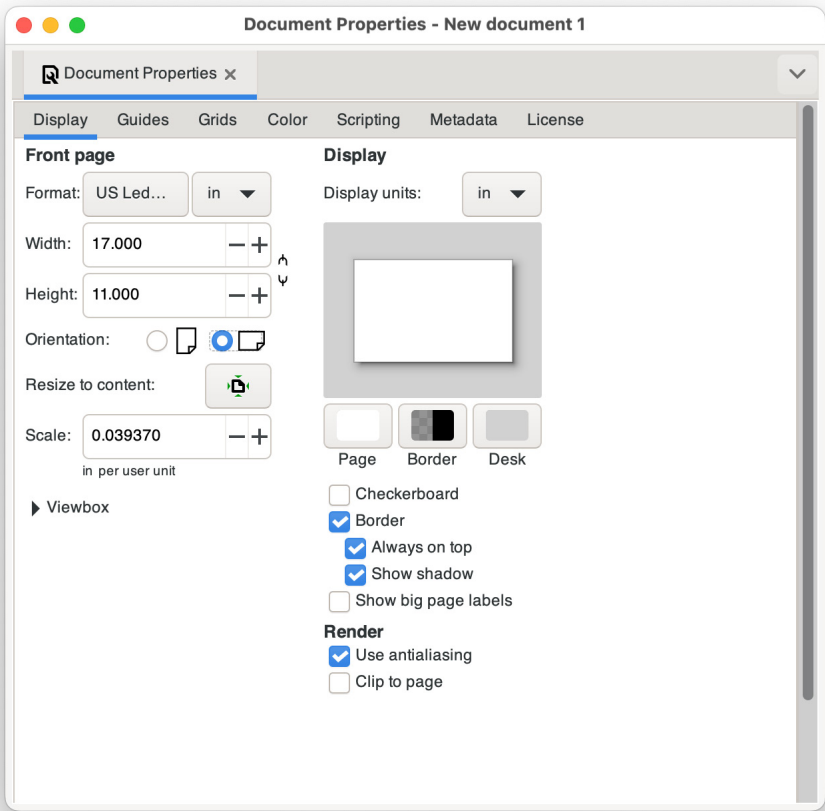 Document Properties - New document 1
Document Properties
Display Guides Grids Color Scripting Metadata License
Front page
Format: US Led... in
Width: 17.000
Height: 11.000
Orientation:
Resize to content:
Scale: 0.039370
in per user unit
Viewbox
Display
Display units: in
Page Border Desk
Checkerboard
Border
Always on top
Show shadow
Show big page labels
Render
Use antialiasing
Clip to page